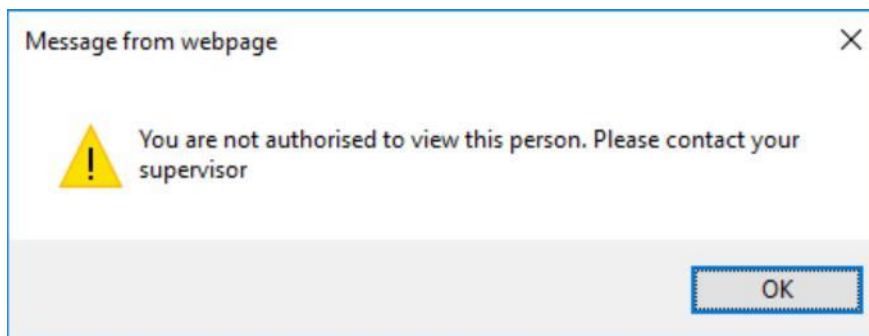 Message from webpage
You are not authorised to view this person. Please contact your
supervisor
OK